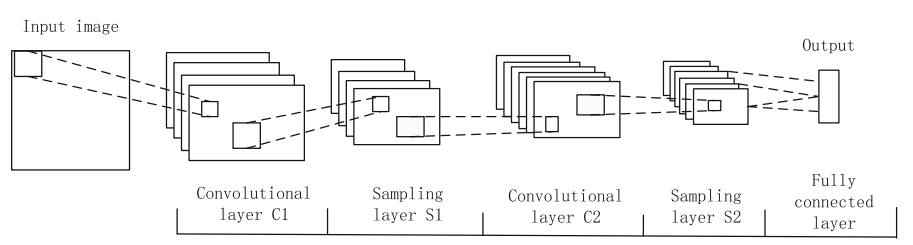 Input image
Output
Convolutional
layer C1
Sampling
layer S1
Convolutional
layer C2
Sampling
layer S2
Fully
connected
layer